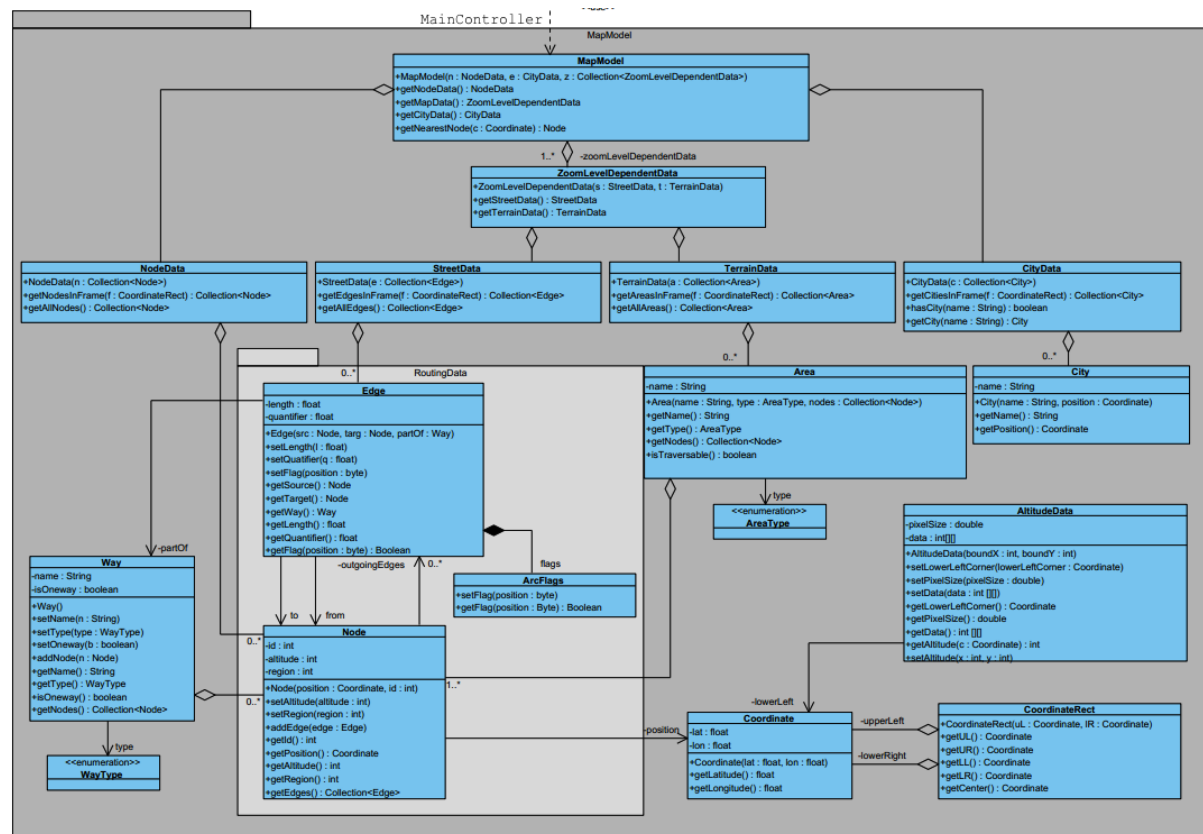 MainController
MapModel
MapModel
+MapModel(n : NodeData, e : CityData, z : Collection<ZoomLevelDependentData>)
+getNodeData() : NodeData
+getMapData() : ZoomLevelDependentData
+getCityData() : CityData
+getNearestNode(c : Coordinate) : Node
1..*
-zoomLevelDependentData
ZoomLevelDependentData
+ZoomLevelDependentData(s : StreetData, t : TerrainData)
+getStreetData() : StreetData
+getTerrainData() : TerrainData
NodeData
+NodeData(n : Collection<Node>)
+getNodesInFrame(f : CoordinateRect) : Collection<Node>
+getAllNodes() : Collection<Node>
StreetData
+StreetData(e : Collection<Edge>)
+getEdgesInFrame(f : CoordinateRect) : Collection<Edge>
+getAllEdges() : Collection<Edge>
TerrainData
+TerrainData(a : Collection<Area>)
+getAreasInFrame(f : CoordinateRect) : Collection<Area>
+getAllAreas() : Collection<Area>
CityData
+CityData(c : Collection<City>)
+getCitiesInFrame(f : CoordinateRect) : Collection<City>
+hasCity(name : String) : boolean
+getCity(name : String) : City
0..*
RoutingData
0..*
0..*
Edge
-length : float
-quantifier : float
+Edge(src : Node, targ : Node, partOf : Way)
+setLength(l : float)
+setQuatifier(q : float)
+setFlag(position : byte)
+getSource() : Node
+getTarget() : Node
+getWay() : Way
+getLength() : float
+getQuantifier() : float
+getFlag(position : byte) : Boolean
Area
-name : String
+Area(name : String, type : AreaType, nodes : Collection<Node>)
+getName() : String
+getType() : AreaType
+getNodes() : Collection<Node>
+isTraversable() : boolean
City
-name : String
+City(name : String, position : Coordinate)
+getName() : String
+getPosition() : Coordinate
type
<<enumeration>>
AreaType
AltitudeData
-pixelSize : double
-data : int[][]
+AltitudeData(boundX : int, boundY : int)
+setLowerLeftCorner(lowerLeftCorner : Coordinate)
+setPixelSize(pixelSize : double)
+setData(data : int [][])
+getLowerLeftCorner() : Coordinate
+getPixelSize() : double
+getData() : int [][]
+getAltitude(c : Coordinate) : int
+setAltitude(x : int, y : int)
-partOf
-outgoingEdges
0..*
flags
ArcFlags
+setFlag(position : byte)
+getFlag(position : Byte) : Boolean
Way
-name : String
-isOneway : boolean
+Way()
+setName(n : String)
+setType(type : WayType)
+setOneway(b : boolean)
+addNode(n : Node)
+getName() : String
+getType() : WayType
+isOneway() : boolean
+getNodes() : Collection<Node>
to
from
0..*
0..*
1..*
Node
-id : int
-altitude : int
-region : int
+Node(position : Coordinate, id : int)
+setAltitude(altitude : int)
+setRegion(region : int)
+addEdge(edge : Edge)
+getId() : int
+getPosition() : Coordinate
+getAltitude() : int
+getRegion() : int
+getEdges() : Collection<Edge>
type
<<enumeration>>
WayType
-position
-lowerLeft
Coordinate
-lat : float
-lon : float
+Coordinate(lat : float, lon : float)
+getLatitude() : float
+getLongitude() : float
-upperLeft
-lowerRight
CoordinateRect
+CoordinateRect(uL : Coordinate, lR : Coordinate)
+getUL() : Coordinate
+getUR() : Coordinate
+getLL() : Coordinate
+getLR() : Coordinate
+getCenter() : Coordinate